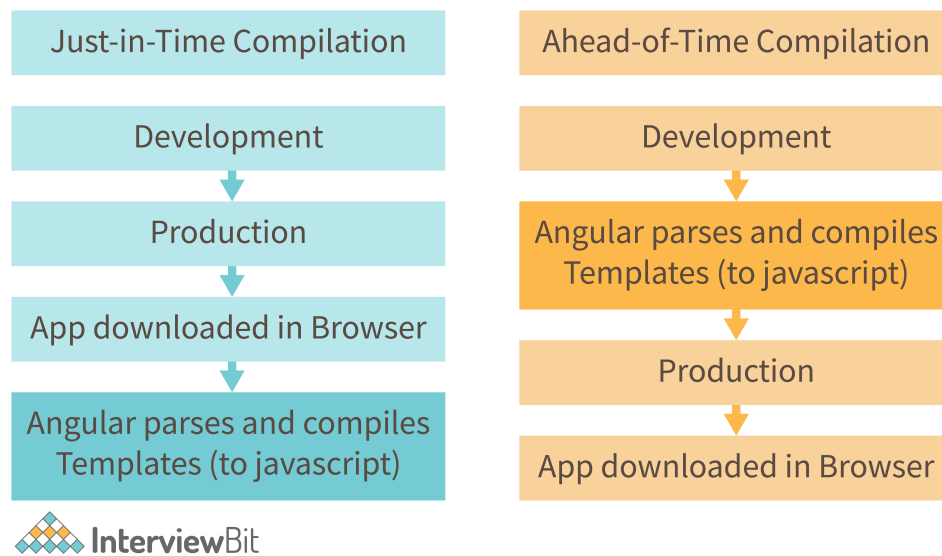 Just-in-Time Compilation
Development
Production
App downloaded in Browser
Angular parses and compiles
Templates (to javascript)
Ahead-of-Time Compilation
Development
Angular parses and compiles
Templates (to javascript)
Production
App downloaded in Browser
InterviewBit